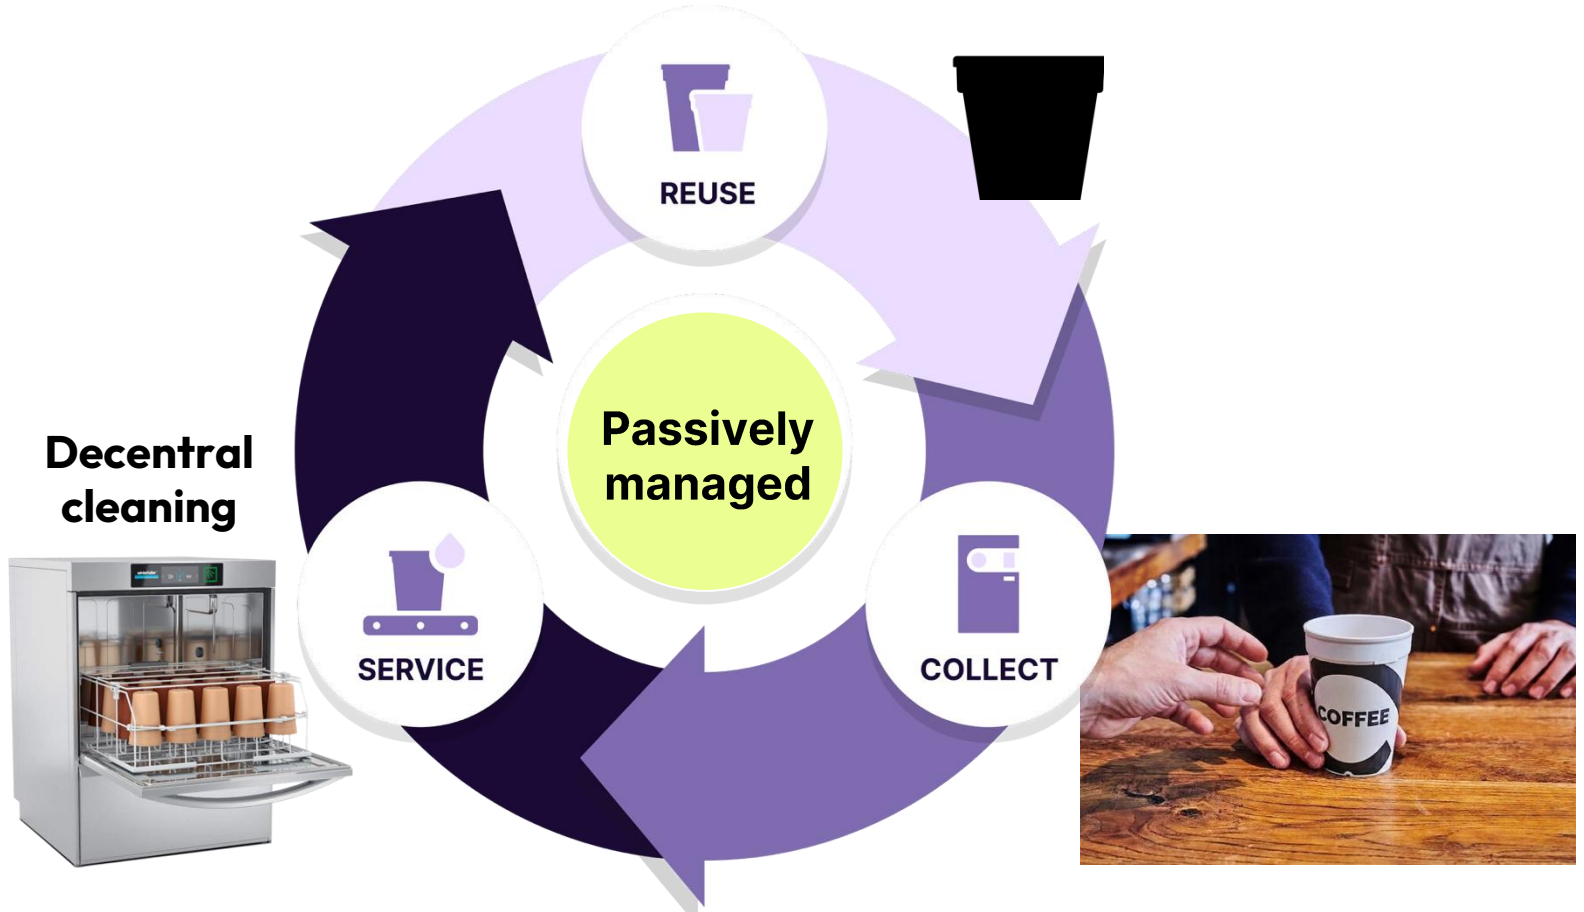 REUSE
Passively
managed
Decentral
cleaning
SERVICE
COLLECT
COFFEE